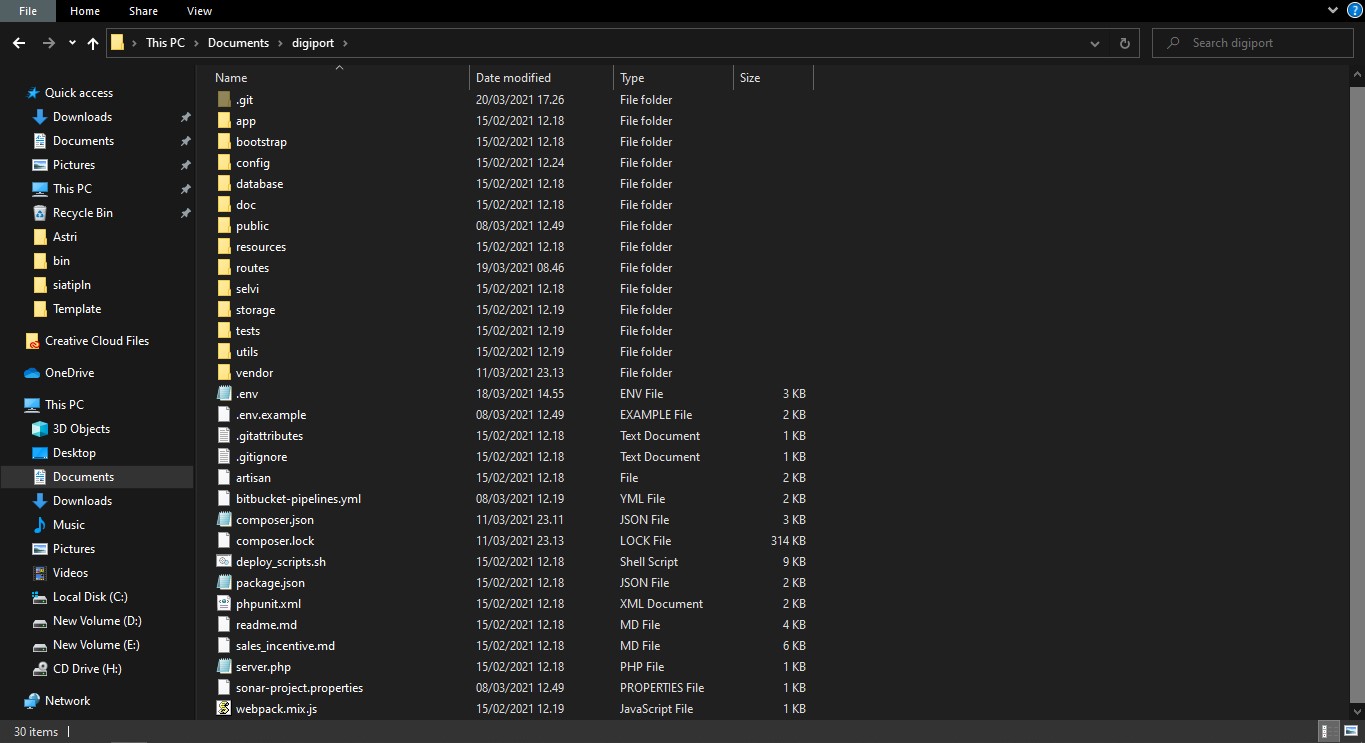 File Home Share View
This PC Documents digiport
Search digiport
Quick access
Downloads
Documents
Pictures
This PC
Recycle Bin
Astri
bin
siatipln
Template
Creative Cloud Files
OneDrive
This PC
3D Objects
Desktop
Documents
Downloads
Music
Pictures
Videos
Local Disk (C:)
New Volume (D:)
New Volume (E:)
CD Drive (H:)
Network
Name Date modified Type Size
.git 20/03/2021 17.26 File folder
app 15/02/2021 12.18 File folder
bootstrap 15/02/2021 12.18 File folder
config 15/02/2021 12.24 File folder
database 15/02/2021 12.18 File folder
doc 15/02/2021 12.18 File folder
public 08/03/2021 12.49 File folder
resources 15/02/2021 12.18 File folder
routes 19/03/2021 08.46 File folder
selvi 15/02/2021 12.18 File folder
storage 15/02/2021 12.19 File folder
tests 15/02/2021 12.19 File folder
utils 15/02/2021 12.19 File folder
vendor 11/03/2021 23.13 File folder
.env 18/03/2021 14.55 ENV File 3 KB
.env.example 08/03/2021 12.49 EXAMPLE File 2 KB
.gitattributes 15/02/2021 12.18 Text Document 1 KB
.gitignore 15/02/2021 12.18 Text Document 1 KB
artisan 15/02/2021 12.18 File 2 KB
bitbucket-pipelines.yml 08/03/2021 12.19 YML File 2 KB
composer.json 11/03/2021 23.11 JSON File 3 KB
composer.lock 11/03/2021 23.13 LOCK File 314 KB
deploy_scripts.sh 15/02/2021 12.18 Shell Script 9 KB
package.json 15/02/2021 12.18 JSON File 2 KB
phpunit.xml 15/02/2021 12.18 XML Document 2 KB
readme.md 15/02/2021 12.18 MD File 4 KB
sales_incentive.md 15/02/2021 12.18 MD File 6 KB
server.php 15/02/2021 12.18 PHP File 1 KB
sonar-project.properties 08/03/2021 12.49 PROPERTIES File 1 KB
webpack.mix.js 15/02/2021 12.19 JavaScript File 1 KB
30 items